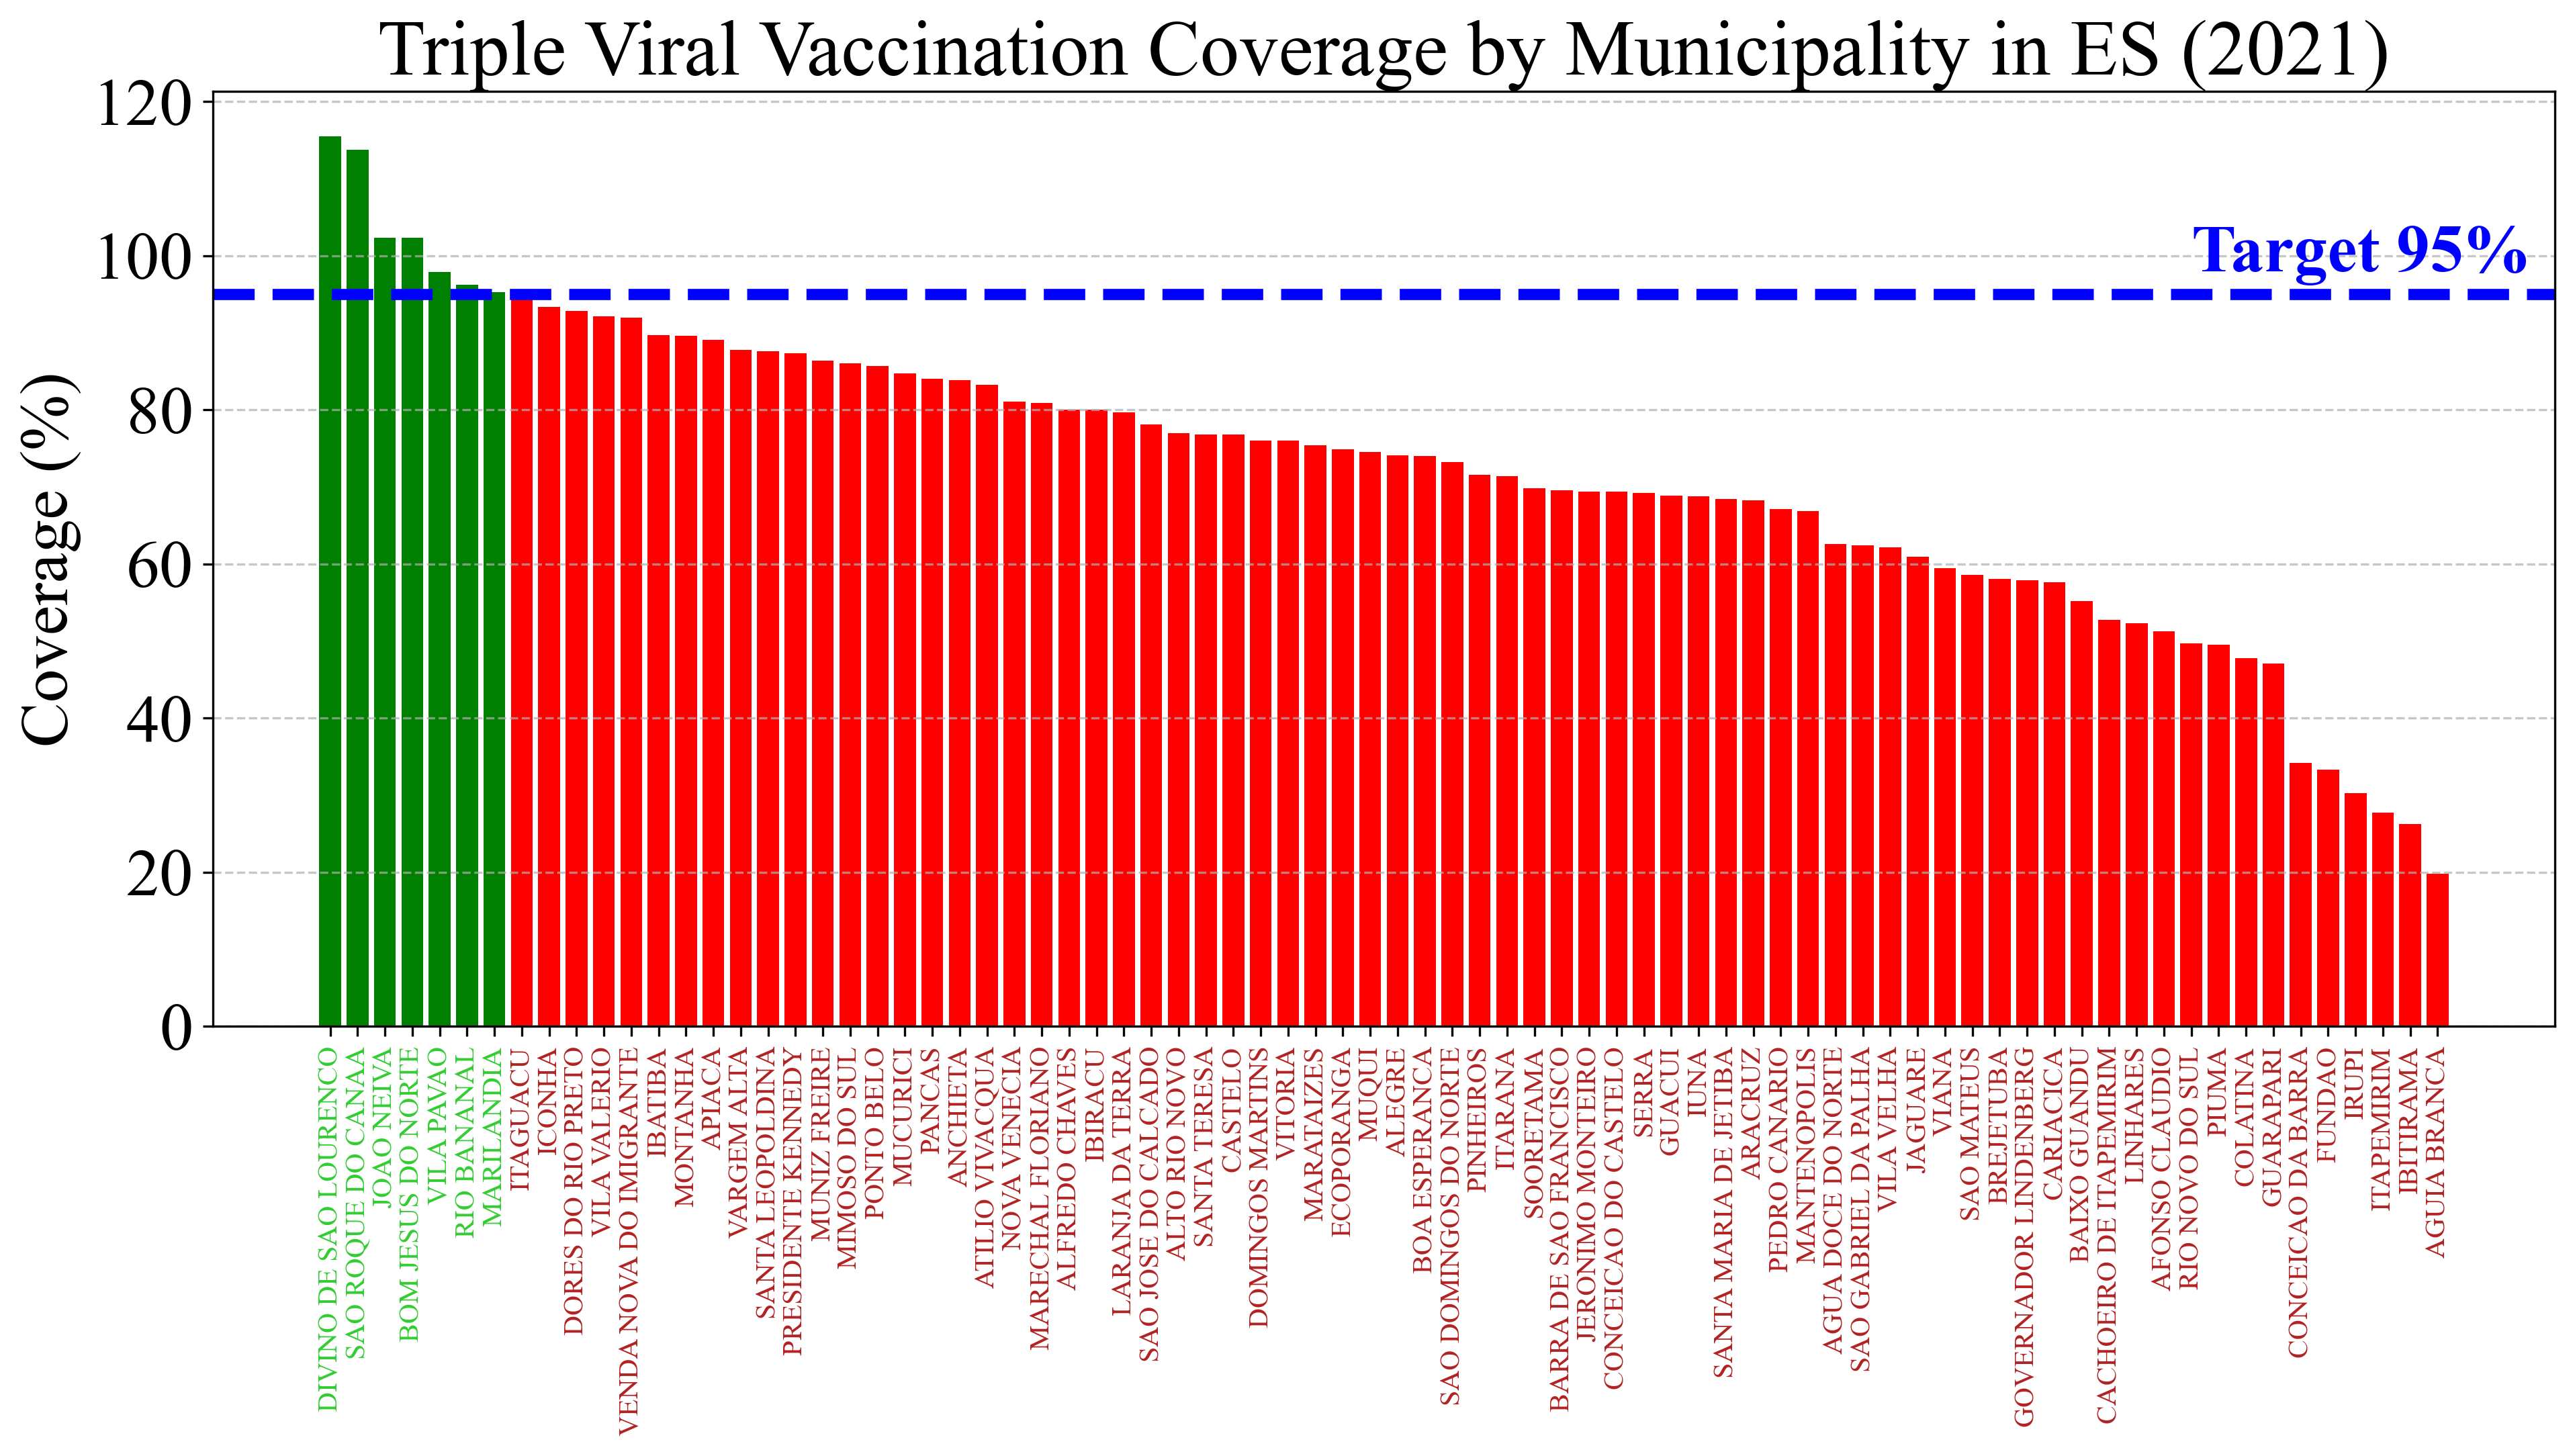 Triple Viral Vaccination Coverage by Municipality in ES (2021)
120
100
80
60
40
20
0
Coverage (%)
Target 95%
DIVINO DE SAO LOURENCO
SAO ROQUE DO CANAA
JOAO NEIVA
BOM JESUS DO NORTE
VILA PAVAO
RIO BANANAL
MARILANDIA
ITAGUACU
ICONHA
DORES DO RIO PRETO
VILA VALERIO
VENDA NOVA DO IMIGRANTE
IBATIBA
MONTANHA
APIACA
VARGEM ALTA
SANTA LEOPOLDINA
PRESIDENTE KENNEDY
MUNIZ FREIRE
MIMOSO DO SUL
PONTO BELO
MUCURICI
PANCAS
ANCHIETA
ATILIO VIVACQUA
NOVA VENECIA
MARECHAL FLORIANO
ALFREDO CHAVES
IBIRACU
LARANJA DA TERRA
SAO JOSE DO CALCADO
ALTO RIO NOVO
SANTA TERESA
CASTELO
DOMINGOS MARTINS
VITORIA
MARATAIZES
ECOPORANGA
MUQUI
ALEGRE
BOA ESPERANCA
SAO DOMINGOS DO NORTE
PINHEIROS
ITARANA
SOORETAMA
BARRA DE SAO FRANCISCO
JERONIMO MONTEIRO
CONCEICAO DO CASTELO
SERRA
GUACUI
IUNA
SANTA MARIA DE JETIBA
ARACRUZ
PEDRO CANARIO
MANTENOPOLIS
AGUA DOCE DO NORTE
SAO GABRIEL DA PALHA
VILA VELHA
JAGUARE
VIANA
SAO MATEUS
BREJETUBA
GOVERNADOR LINDENBERG
CARIACICA
BAIXO GUANDU
CACHOEIRO DE ITAPEMIRIM
LINHARES
AFONSO CLAUDIO
RIO NOVO DO SUL
PIUMA
COLATINA
GUARAPARI
CONCEICAO DA BARRA
FUNDAO
IRUPI
ITAPEMIRIM
IBITIRAMA
AGUIA BRANCA